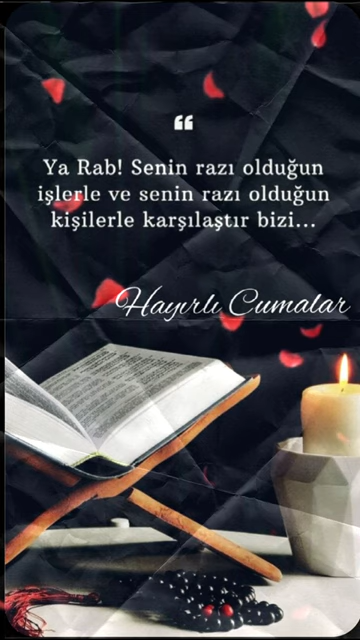 ❝
Ya Rab! Senin razı olduğun
işlerle ve senin razı olduğun
kişilerle karşılaştır bizi...
Hayırlı Cumalar